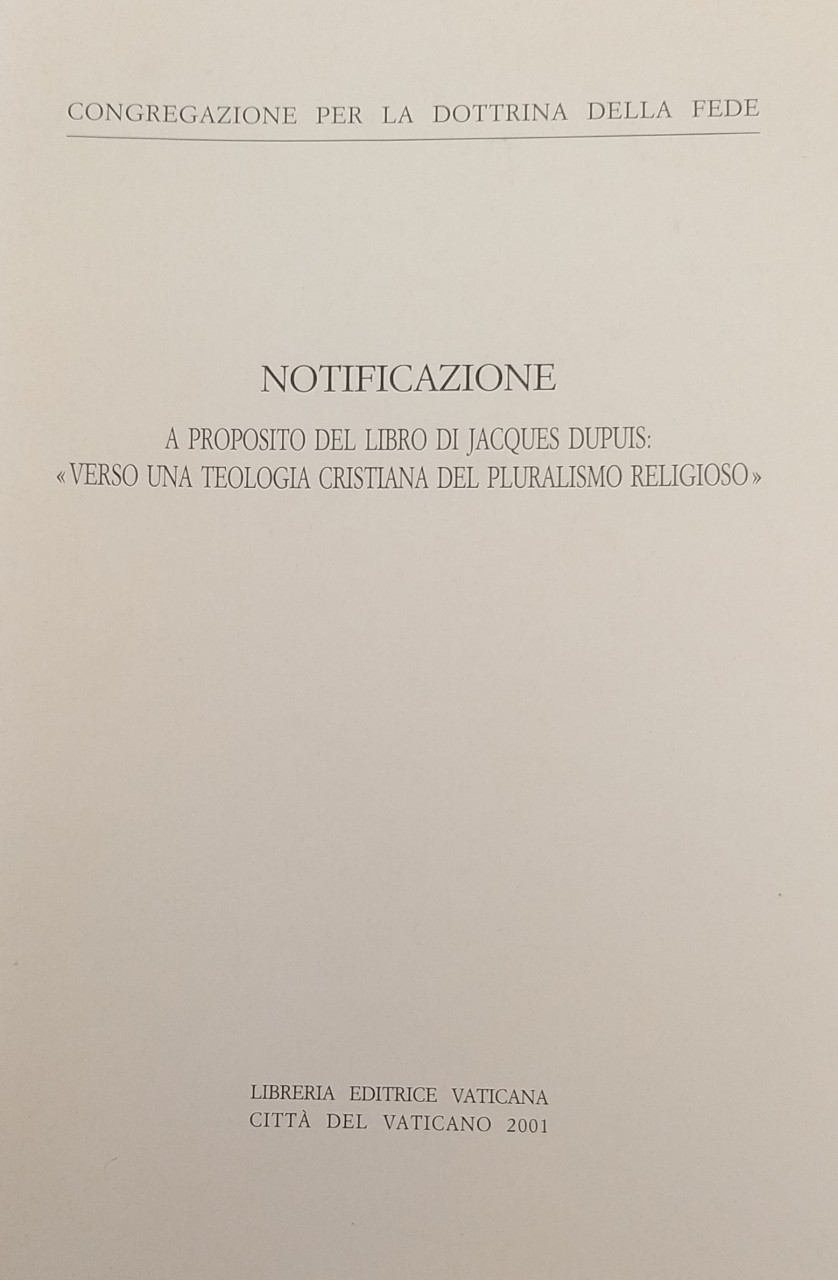 CONGREGAZIONE PER LA DOTTRINA DELLA FEDE
NOTIFICAZIONE
A PROPOSITO DEL LIBRO DI JACQUES DUPUIS:
«VERSO UNA TEOLOGIA CRISTIANA DEL PLURALISMO RELIGIOSO»
LIBRERIA EDITRICE VATICANA
CITTÀ DEL VATICANO 2001